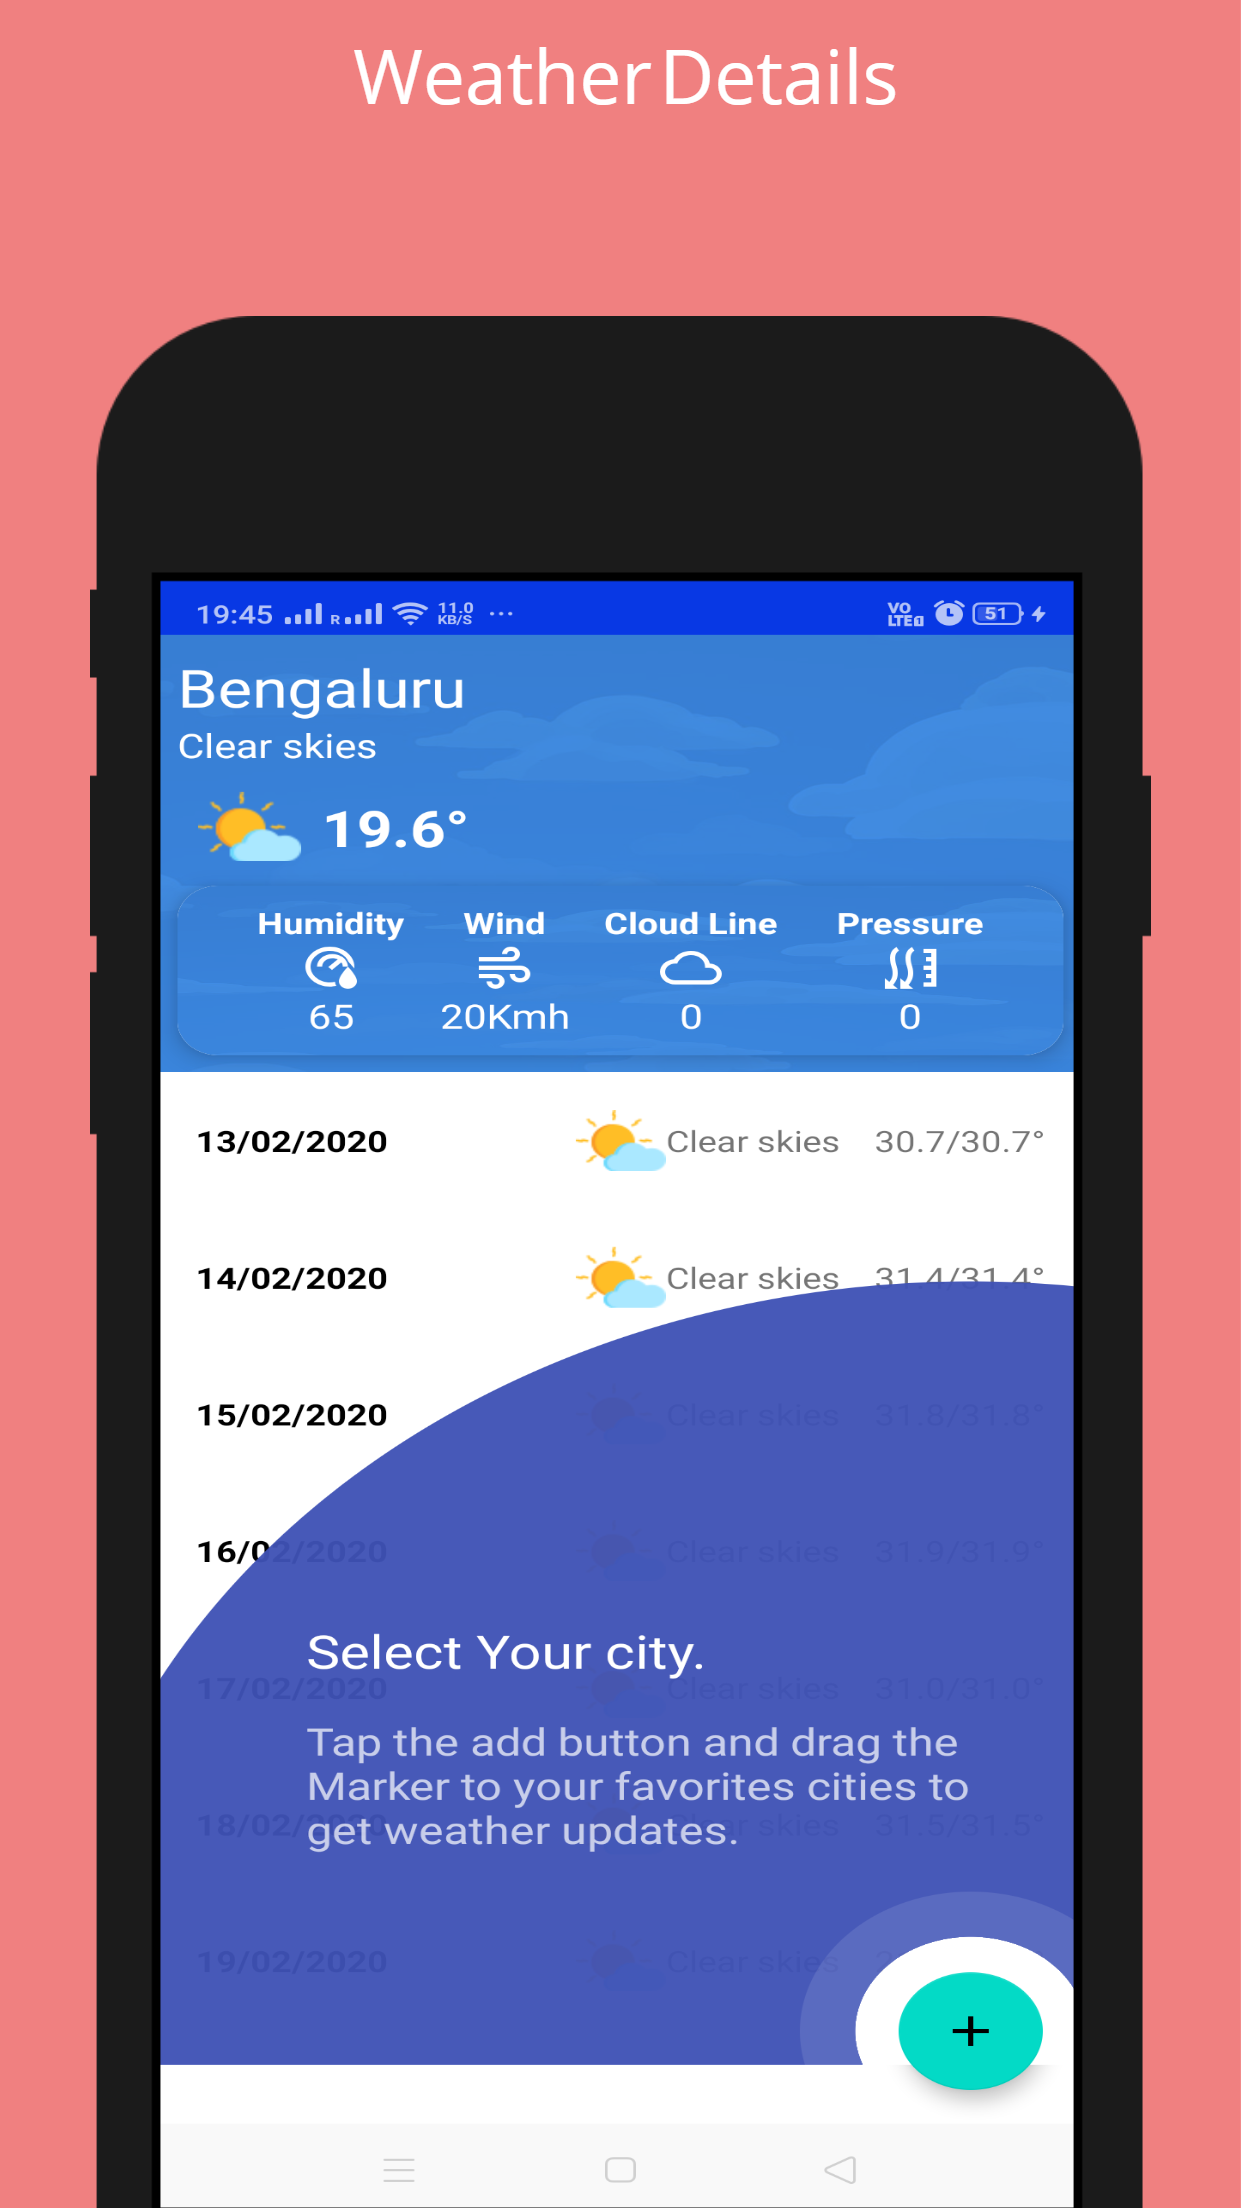 Weather Details
19:45 R 11.0 KB/S ... VO LTE 51
Bengaluru
Clear skies
19.6°
Humidity Wind Cloud Line Pressure
65 20Kmh 0 0
13/02/2020 Clear skies 30.7/30.7°
14/02/2020 Clear skies 31.4/31.4°
15/02/2020 Clear skies 31.8/31.8°
16/02/2020 Clear skies 31.9/31.9°
Select Your city.
17/02/2020 Clear skies 31.0/31.0°
Tap the add button and drag the
Marker to your favorites cities to
18/02/2020 skies 31.5/31.5°
get weather updates.
19/02/2020 Clear skies